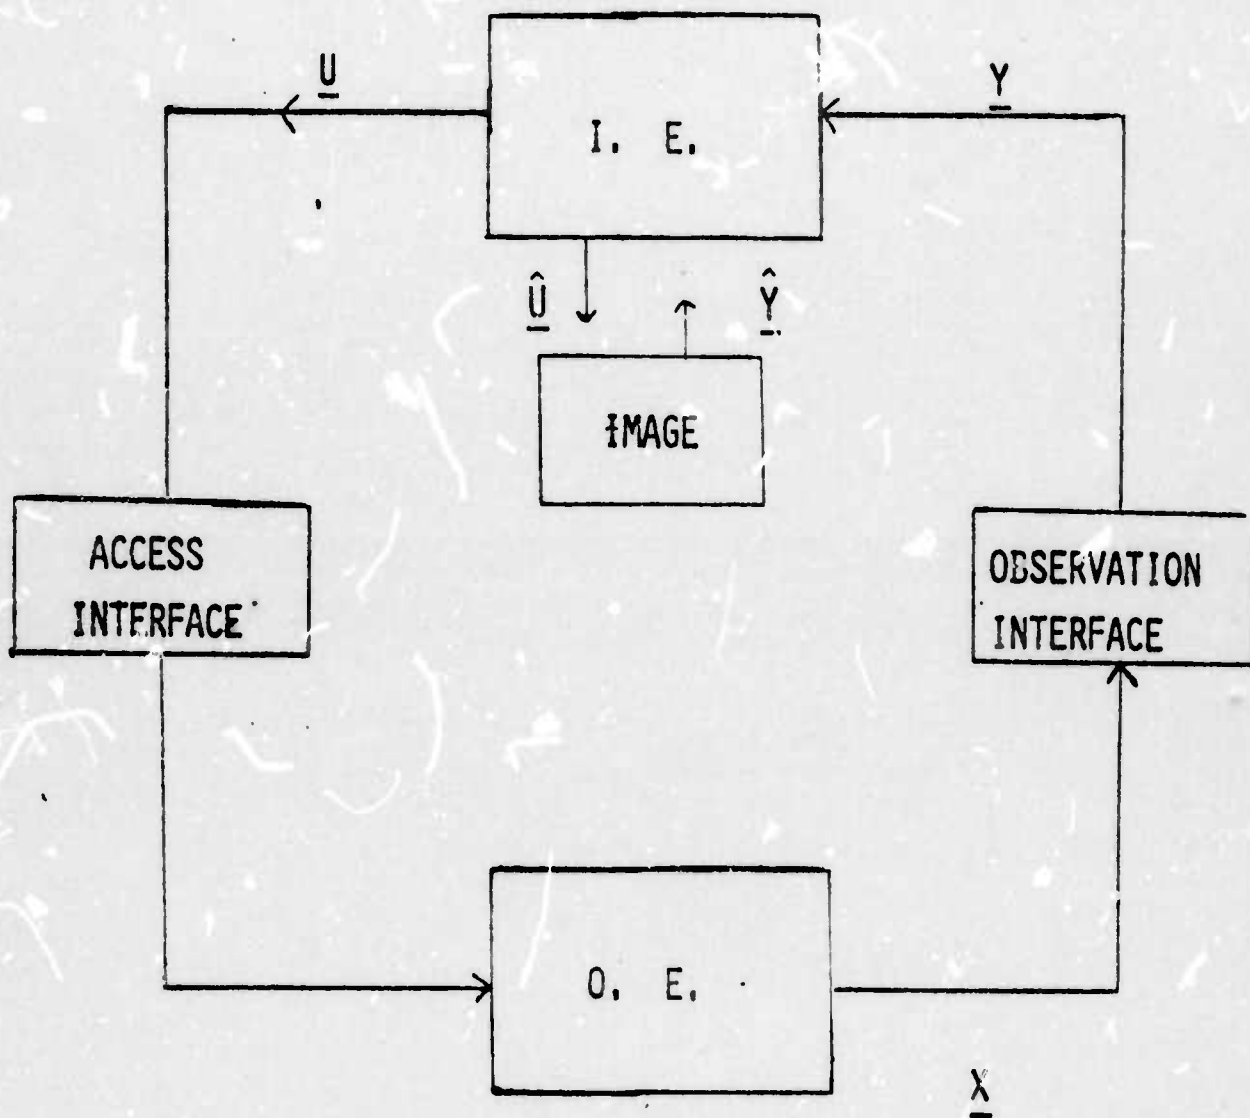 U
Y
I. E.
Û
Ŷ
IMAGE
ACCESS
INTERFACE
OBSERVATION
INTERFACE
O. E.
X